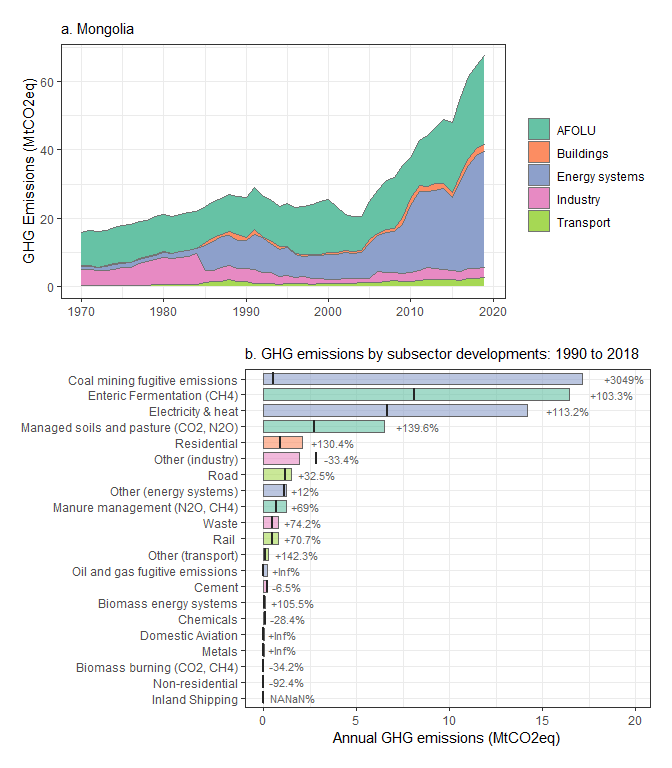 a. Mongolia
GHG Emissions (MtCO2eq)
60
40
20
0
1970
1980
1990
2000
2010
2020
AFOLU
Buildings
Energy systems
Industry
Transport
b. GHG emissions by subsector developments: 1990 to 2018
Coal mining fugitive emissions +3049%
Enteric Fermentation (CH4) +103.3%
Electricity & heat +113.2%
Managed soils and pasture (CO2, N2O) +139.6%
Residential +130.4%
Other (industry) -33.4%
Road +32.5%
Other (energy systems) +12%
Manure management (N2O, CH4) +69%
Waste +74.2%
Rail +70.7%
Other (transport) +142.3%
Oil and gas fugitive emissions +Inf%
Cement -6.5%
Biomass energy systems +105.5%
Chemicals -28.4%
Domestic Aviation +Inf%
Metals +Inf%
Biomass burning (CO2, CH4) -34.2%
Non-residential -92.4%
Inland Shipping NANaN%
0
5
10
15
20
Annual GHG emissions (MtCO2eq)